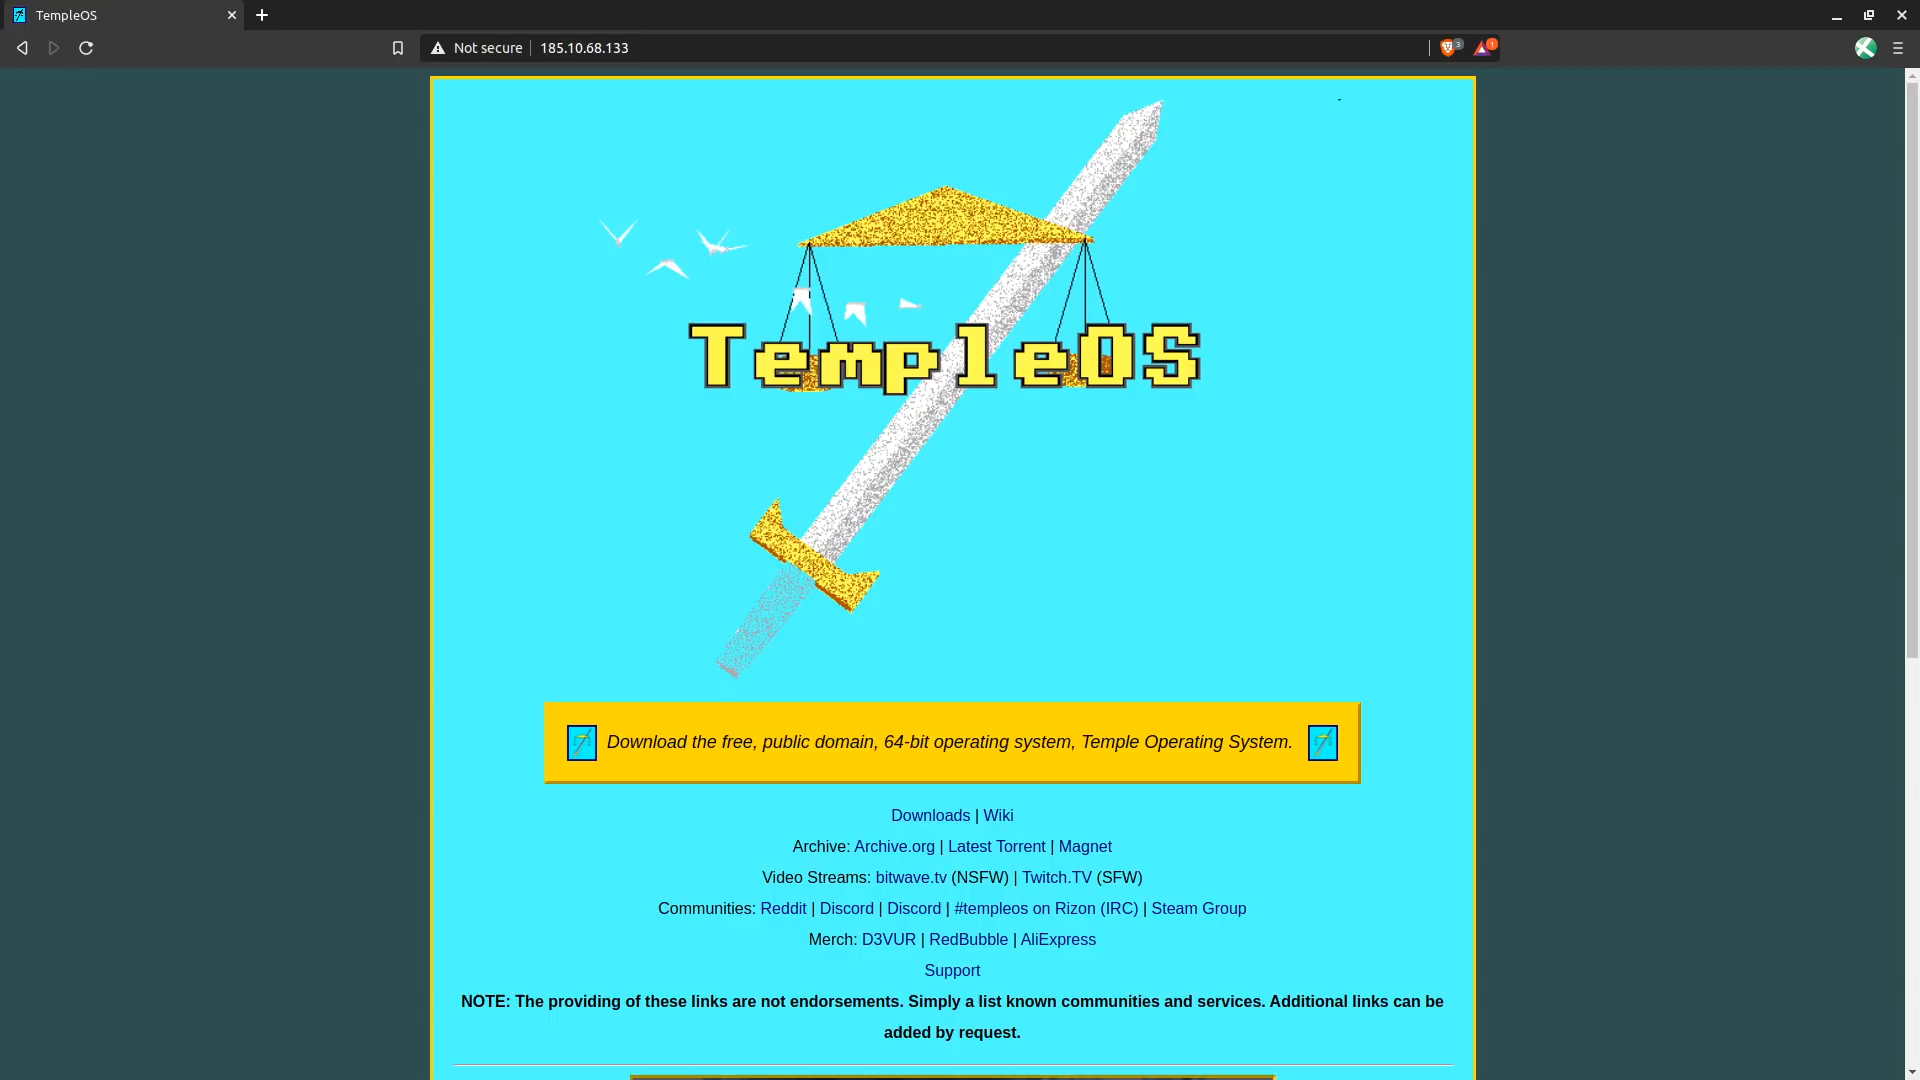 TempleOS
Not secure 185.10.68.133
3
1
TempleOS
Download the free, public domain, 64-bit operating system, Temple Operating System.
Downloads | Wiki
Archive: Archive.org | Latest Torrent | Magnet
Video Streams: bitwave.tv (NSFW) | Twitch.TV (SFW)
Communities: Reddit | Discord | Discord | #templeos on Rizon (IRC) | Steam Group
Merch: D3VUR | RedBubble | AliExpress
Support
NOTE: The providing of these links are not endorsements. Simply a list known communities and services. Additional links can be
added by request.